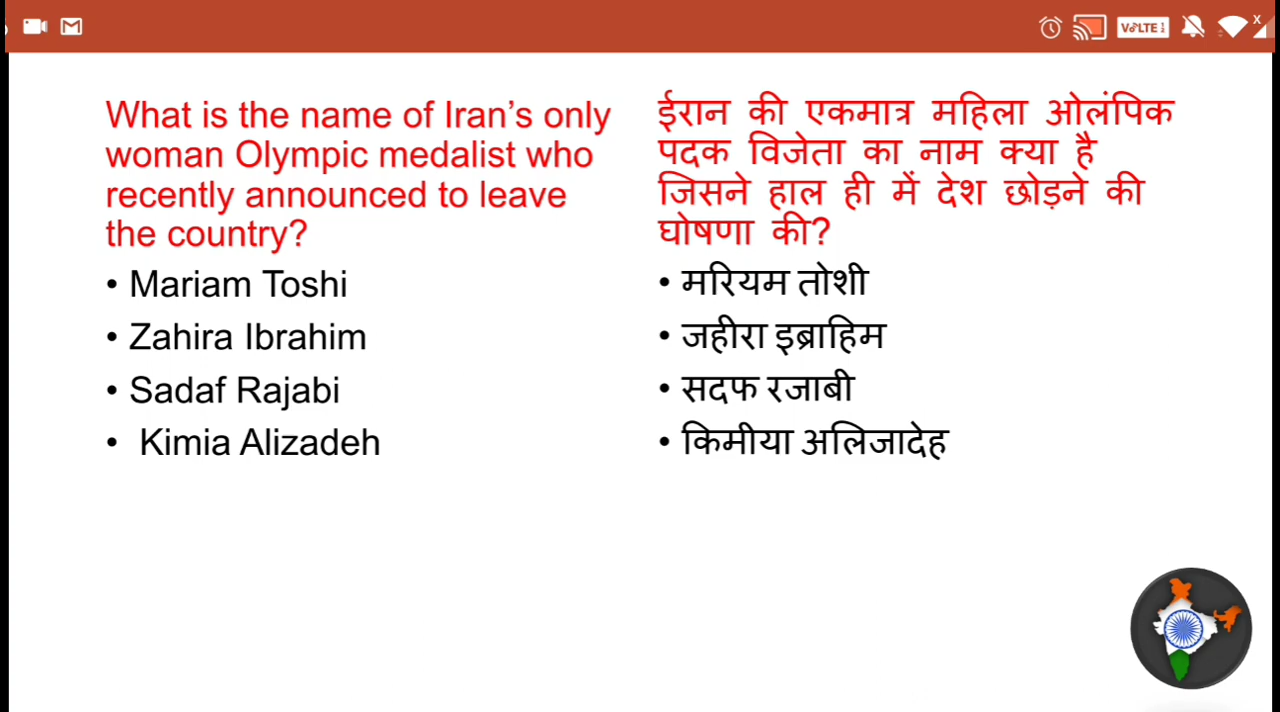 VoLTE 1
x
What is the name of Iran’s only
woman Olympic medalist who
recently announced to leave
the country?
• Mariam Toshi
• Zahira Ibrahim
• Sadaf Rajabi
• Kimia Alizadeh
ईरान की एकमात्र महिला ओलंपिक
पदक विजेता का नाम क्या है
जिसने हाल ही में देश छोड़ने की
घोषणा की?
• मरियम तोशी
• जहीरा इब्राहिम
• सदफ रजाबी
• किमीया अलिजादेह